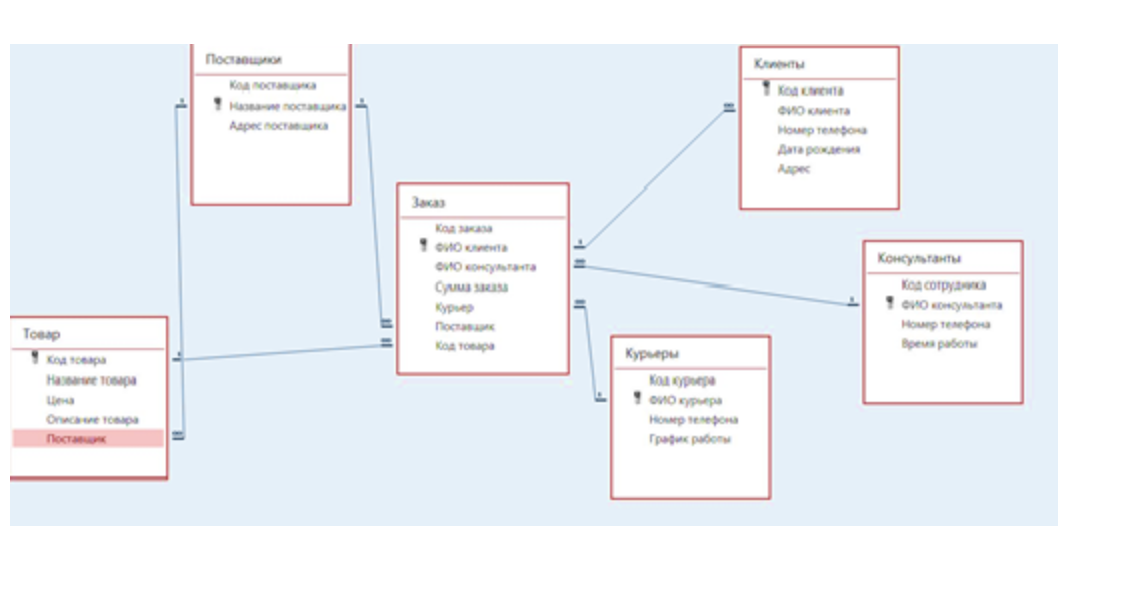 Поставщики
Код поставщика
Название поставщика
Адрес поставщика
Клиенты
Код клиента
ФИО клиента
Номер телефона
Дата рождения
Адрес
Заказ
Код заказа
ФИО клиента
ФИО консультанта
Сумма заказа
Курьер
Поставщик
Код товара
Консультанты
Код сотрудника
ФИО консультанта
Номер телефона
Время работы
Товар
Код товара
Название товара
Цена
Описание товара
Поставщик
Курьеры
Код курьера
ФИО курьера
Номер телефона
График работы